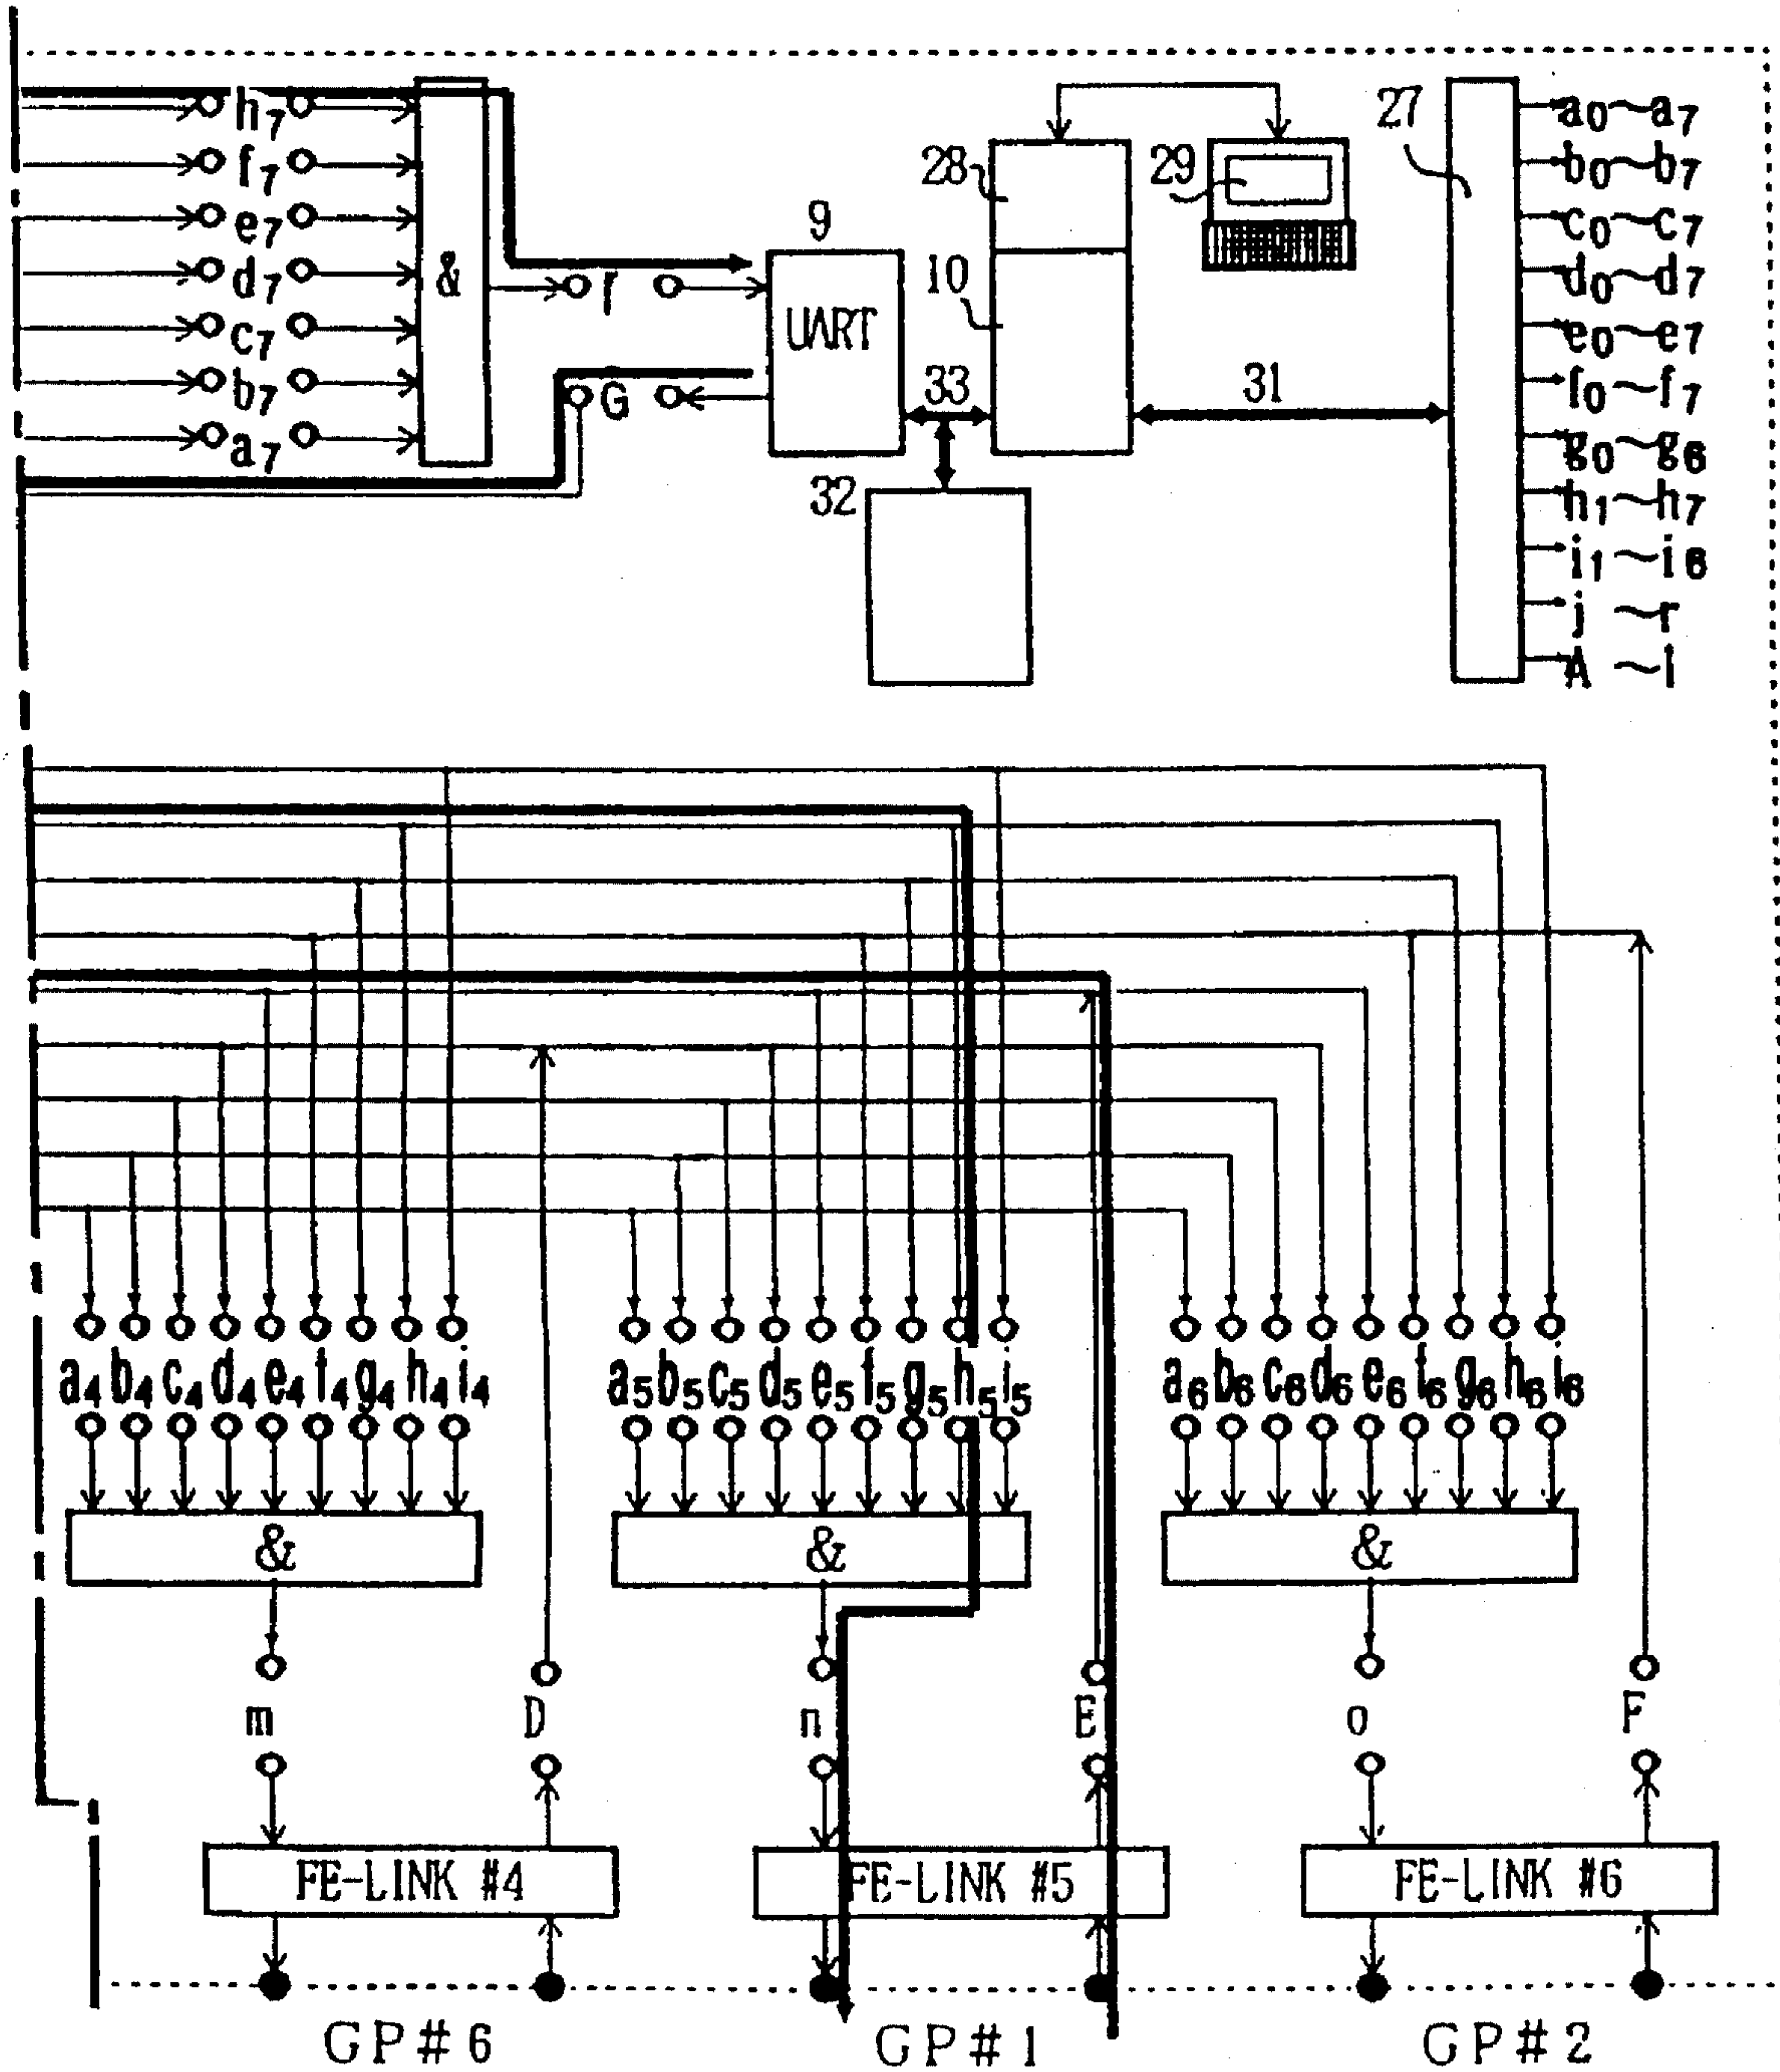 h7
f7
e7
d7
c7
b7
a7
&
r
G
9
UART
33
32
28
10
29
31
27
a0~a7
b0~b7
c0~c7
d0~d7
e0~e7
f0~f7
g0~g6
h1~h7
i1~i6
j ~r
A ~I
a4 b4 c4 d4 e4 f4 g4 h4 i4
a5 b5 c5 d5 e5 f5 g5 h5 i5
a6 b6 c6 d6 e6 f6 g6 h6 i6
& & &
m D n E o F
FE-LINK #4 FE-LINK #5 FE-LINK #6
GP#6 GP#1 GP#2